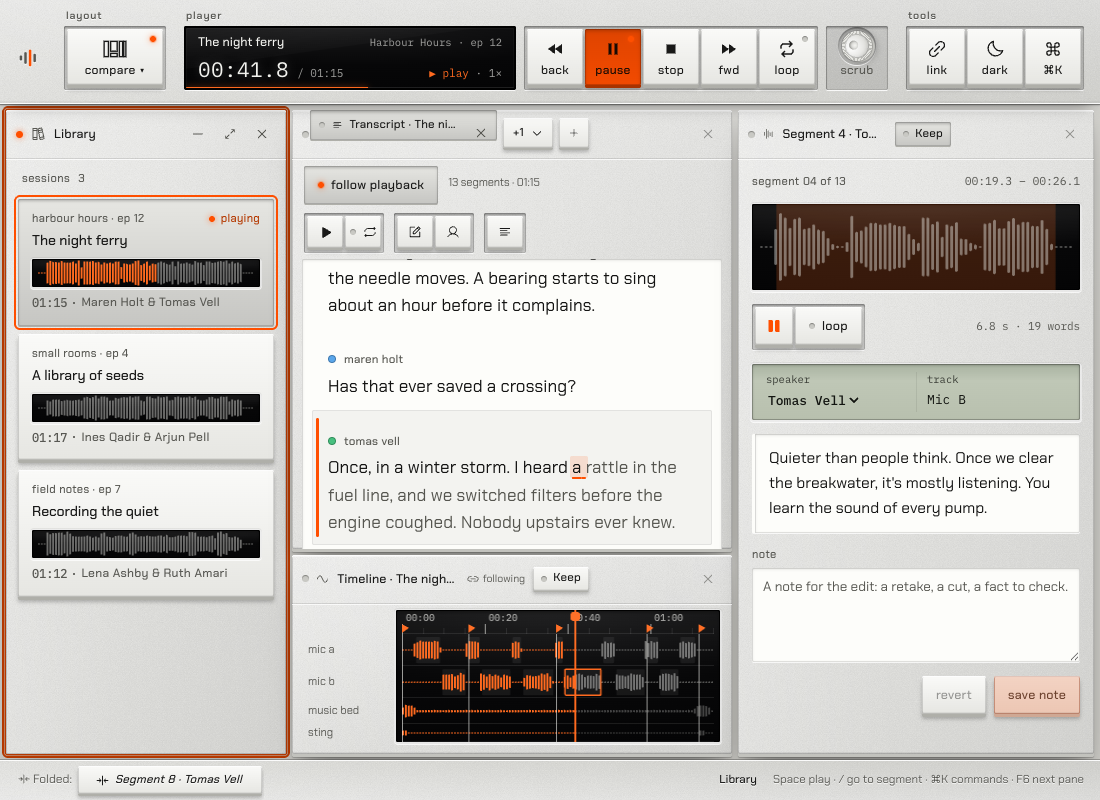 layout
player
tools
compare ▾
The night ferry
Harbour Hours · ep 12
00:41.8 / 01:15
▶ play · 1×
back
pause
stop
fwd
loop
scrub
link
dark
⌘
⌘K
Library
sessions 3
harbour hours · ep 12
playing
The night ferry
01:15 · Maren Holt & Tomas Vell
small rooms · ep 4
A library of seeds
01:17 · Ines Qadir & Arjun Pell
field notes · ep 7
Recording the quiet
01:12 · Lena Ashby & Ruth Amari
Transcript · The ni...
+1
follow playback
13 segments · 01:15
the needle moves. A bearing starts to sing
about an hour before it complains.
maren holt
Has that ever saved a crossing?
tomas vell
Once, in a winter storm. I heard a rattle in the
fuel line, and we switched filters before the
engine coughed. Nobody upstairs ever knew.
Timeline · The nigh...
following
Keep
00:00
00:20
0:40
01:00
mic a
mic b
music bed
sting
Segment 4 · To...
Keep
segment 04 of 13
00:19.3 – 00:26.1
loop
6.8 s · 19 words
speaker
track
Tomas Vell
Mic B
Quieter than people think. Once we clear
the breakwater, it's mostly listening. You
learn the sound of every pump.
note
A note for the edit: a retake, a cut, a fact to check.
revert
save note
Folded:
Segment 8 · Tomas Vell
Library
Space play · / go to segment · ⌘K commands · F6 next pane